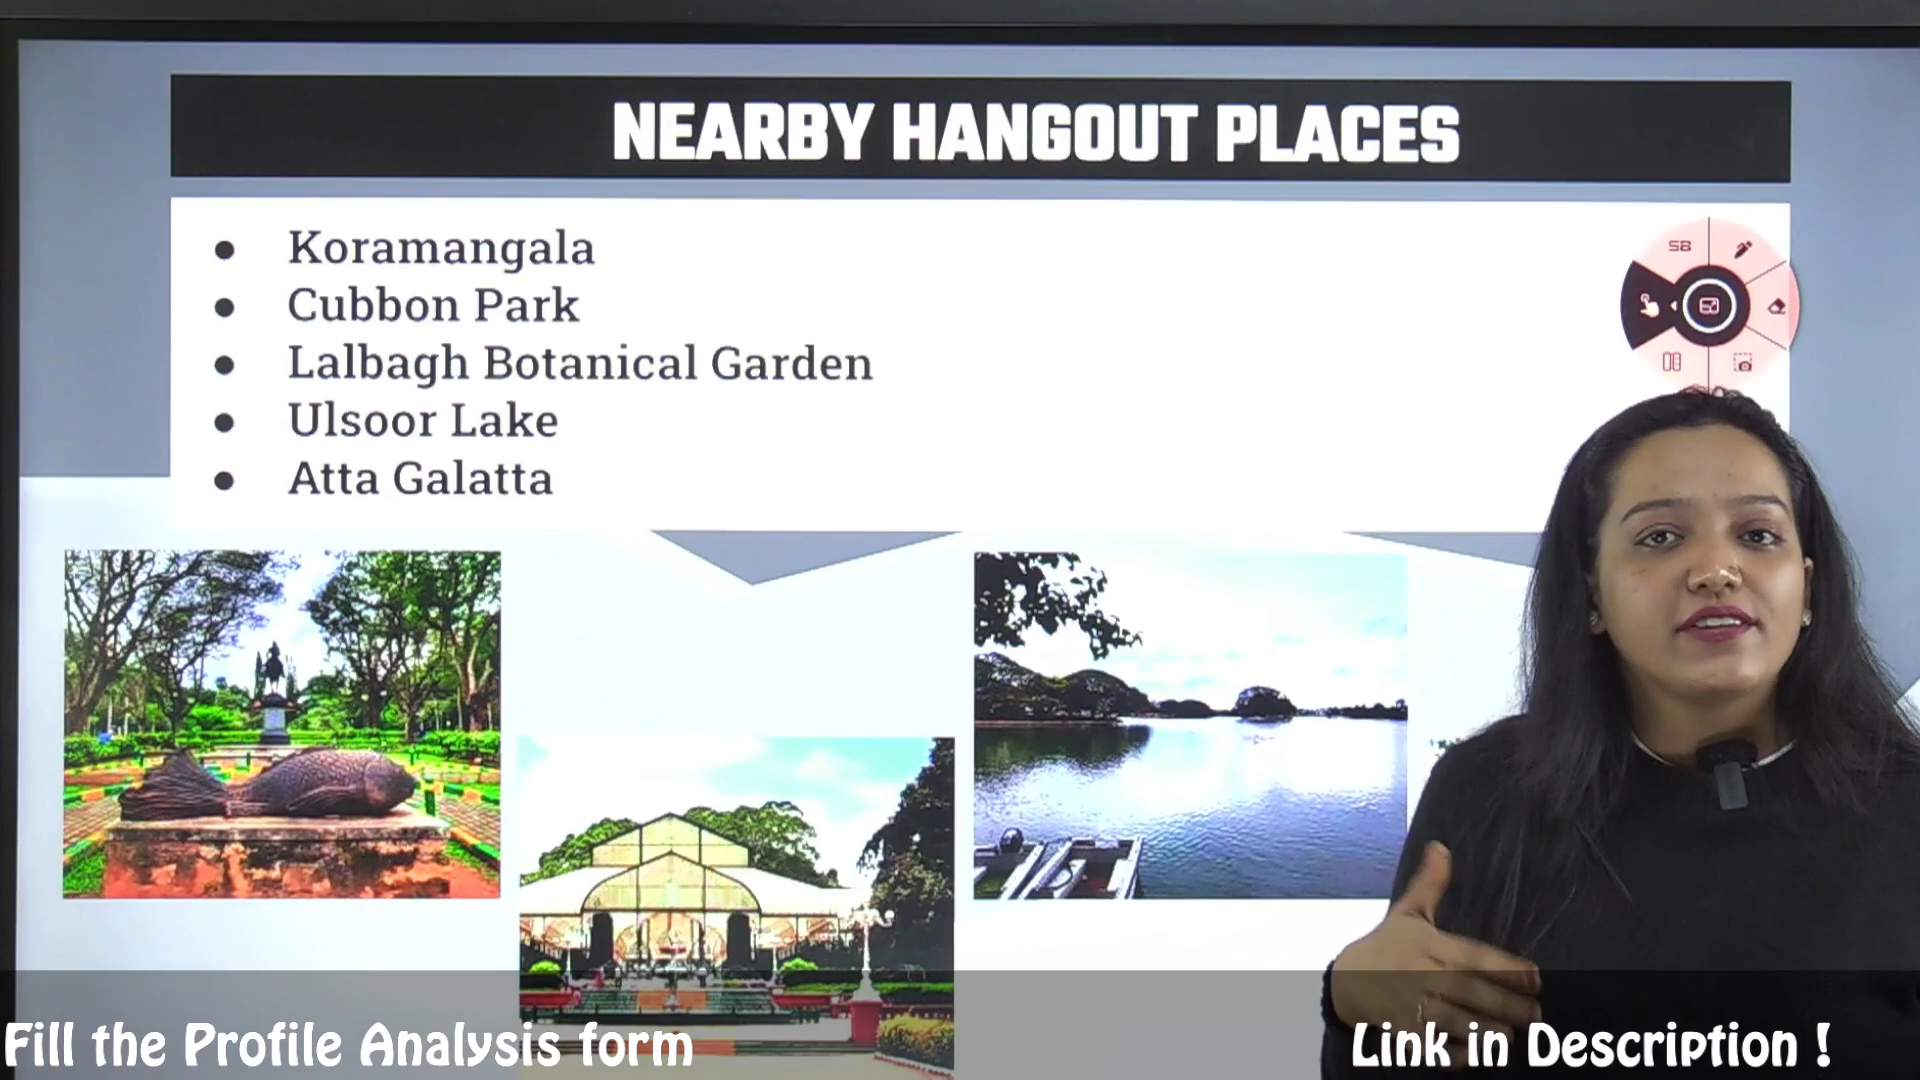 NEARBY HANGOUT PLACES
SB
● Koramangala
● Cubbon Park
● Lalbagh Botanical Garden
● Ulsoor Lake
● Atta Galatta
Fill the Profile Analysis form
Link in Description !